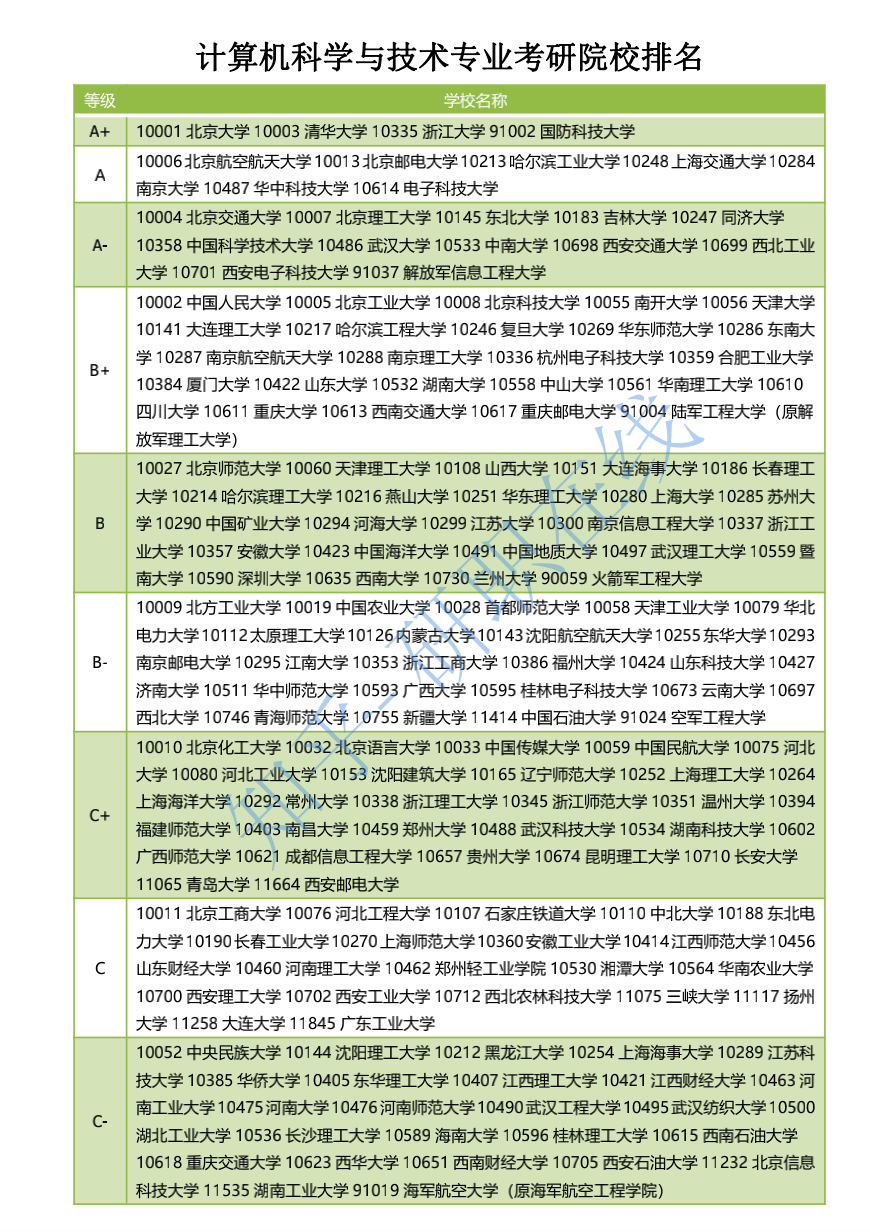 计算机科学与技术专业考研院校排名
等级 学校名称
A+ 10001 北京大学 10003 清华大学 10335 浙江大学 91002 国防科技大学
A
10006 北京航空航天大学 10013 北京邮电大学 10213 哈尔滨工业大学 10248 上海交通大学 10284
南京大学 10487 华中科技大学 10614 电子科技大学
A-
10004 北京交通大学 10007 北京理工大学 10145 东北大学 10183 吉林大学 10247 同济大学
10358 中国科学技术大学 10486 武汉大学 10533 中南大学 10698 西安交通大学 10699 西北工业
大学 10701 西安电子科技大学 91037 解放军信息工程大学
B+
10002 中国人民大学 10005 北京工业大学 10008 北京科技大学 10055 南开大学 10056 天津大学
10141 大连理工大学 10217 哈尔滨工程大学 10246 复旦大学 10269 华东师范大学 10286 东南大
学 10287 南京航空航天大学 10288 南京理工大学 10336 杭州电子科技大学 10359 合肥工业大学
10384 厦门大学 10422 山东大学 10532 湖南大学 10558 中山大学 10561 华南理工大学 10610
四川大学 10611 重庆大学 10613 西南交通大学 10617 重庆邮电大学 91004 陆军工程大学（原解
放军理工大学）
B
10027 北京师范大学 10060 天津理工大学 10108 山西大学 10151 大连海事大学 10186 长春理工
大学 10214 哈尔滨理工大学 10216 燕山大学 10251 华东理工大学 10280 上海大学 10285 苏州大
学 10290 中国矿业大学 10294 河海大学 10299 江苏大学 10300 南京信息工程大学 10337 浙江工
业大学 10357 安徽大学 10423 中国海洋大学 10491 中国地质大学 10497 武汉理工大学 10559 暨
南大学 10590 深圳大学 10635 西南大学 10730 兰州大学 90059 火箭军工程大学
B-
10009 北方工业大学 10019 中国农业大学 10028 首都师范大学 10058 天津工业大学 10079 华北
电力大学 10112 太原理工大学 10126 内蒙古大学 10143 沈阳航空航天大学 10255 东华大学 10293
南京邮电大学 10295 江南大学 10353 浙江工商大学 10386 福州大学 10424 山东科技大学 10427
济南大学 10511 华中师范大学 10593 广西大学 10595 桂林电子科技大学 10673 云南大学 10697
西北大学 10746 青海师范大学 10755 新疆大学 11414 中国石油大学 91024 空军工程大学
C+
10010 北京化工大学 10032 北京语言大学 10033 中国传媒大学 10059 中国民航大学 10075 河北
大学 10080 河北工业大学 10153 沈阳建筑大学 10165 辽宁师范大学 10252 上海理工大学 10264
上海海洋大学 10292 常州大学 10338 浙江理工大学 10345 浙江师范大学 10351 温州大学 10394
福建师范大学 10403 南昌大学 10459 郑州大学 10488 武汉科技大学 10534 湖南科技大学 10602
广西师范大学 10621 成都信息工程大学 10657 贵州大学 10674 昆明理工大学 10710 长安大学
11065 青岛大学 11664 西安邮电大学
C
10011 北京工商大学 10076 河北工程大学 10107 石家庄铁道大学 10110 中北大学 10188 东北电
力大学 10190 长春工业大学 10270 上海师范大学 10360 安徽工业大学 10414 江西师范大学 10456
山东财经大学 10460 河南理工大学 10462 郑州轻工业学院 10530 湘潭大学 10564 华南农业大学
10700 西安理工大学 10702 西安工业大学 10712 西北农林科技大学 11075 三峡大学 11117 扬州
大学 11258 大连大学 11845 广东工业大学
C-
10052 中央民族大学 10144 沈阳理工大学 10212 黑龙江大学 10254 上海海事大学 10289 江苏科
技大学 10385 华侨大学 10405 东华理工大学 10407 江西理工大学 10421 江西财经大学 10463 河
南工业大学 10475 河南大学 10476 河南师范大学 10490 武汉工程大学 10495 武汉纺织大学 10500
湖北工业大学 10536 长沙理工大学 10589 海南大学 10596 桂林理工大学 10615 西南石油大学
10618 重庆交通大学 10623 西华大学 10651 西南财经大学 10705 西安石油大学 11232 北京信息
科技大学 11535 湖南工业大学 91019 海军航空大学（原海军航空工程学院）
知乎-研职在线